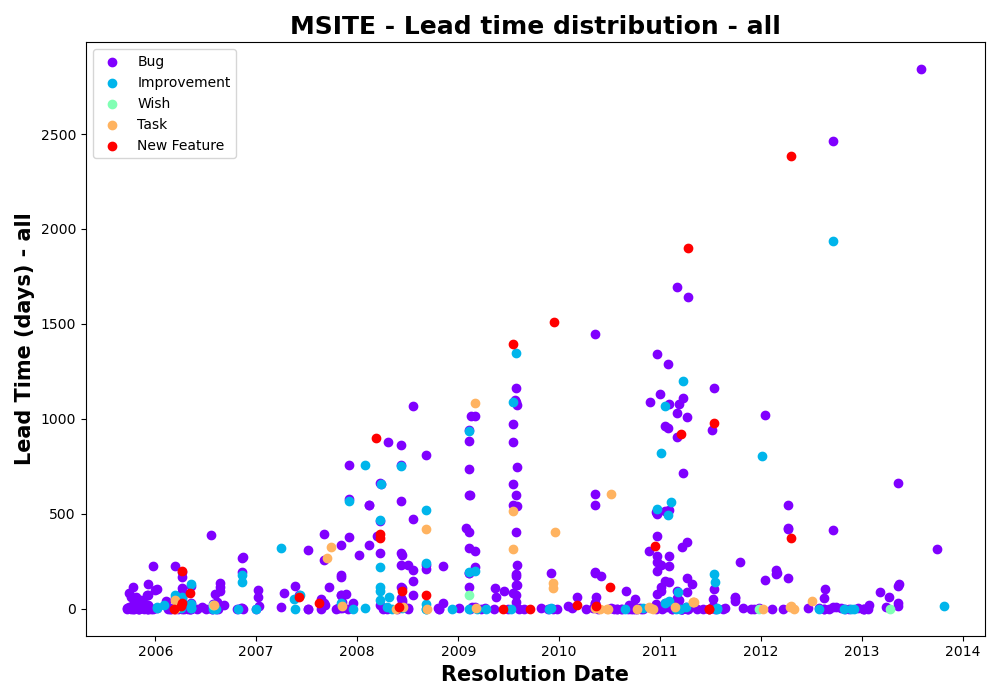 MSITE - Lead time distribution - all
Bug
Improvement
Wish
Task
New Feature
Lead Time (days) - all
2500
2000
1500
1000
500
0
2006 2007 2008 2009 2010 2011 2012 2013 2014
Resolution Date